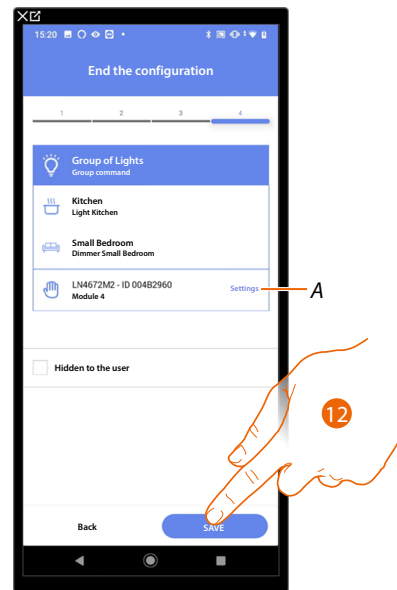 15:20
End the configuration
1 2 3 4
Group of Lights
Group command
Kitchen
Light Kitchen
Small Bedroom
Dimmer Small Bedroom
LN4672M2 - ID 004B2960
Module 4
Settings
A
Hidden to the user
12
Back
SAVE